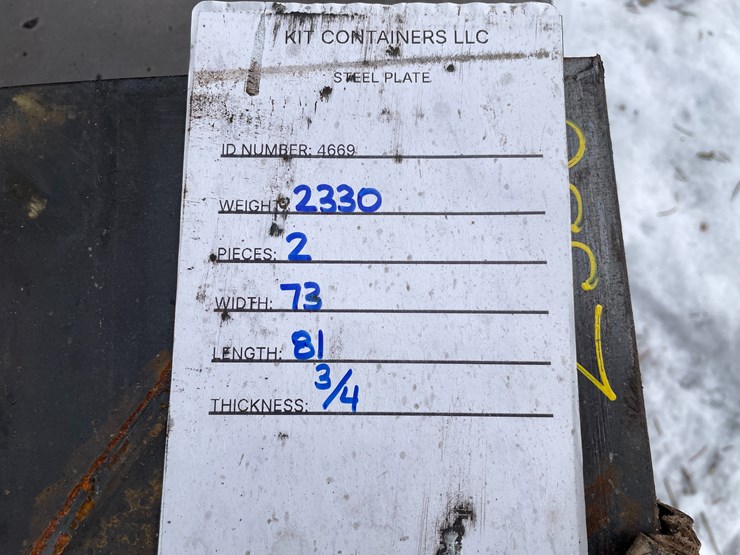 KIT CONTAINERS LLC
STEEL PLATE
ID NUMBER: 4669
WEIGHT: 2330
PIECES: 2
WIDTH: 73
LENGTH: 81
THICKNESS: 3/4